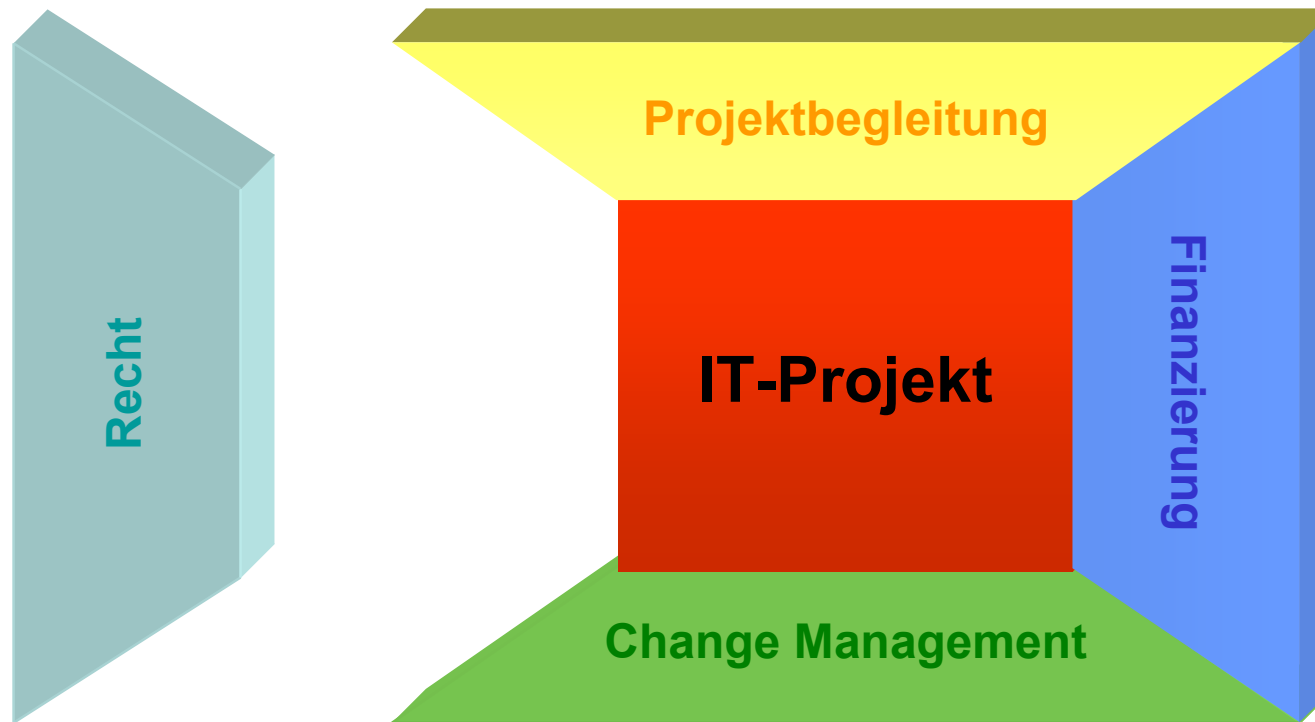 Projektbegleitung
Recht
IT-Projekt
Finanzierung
Change Management